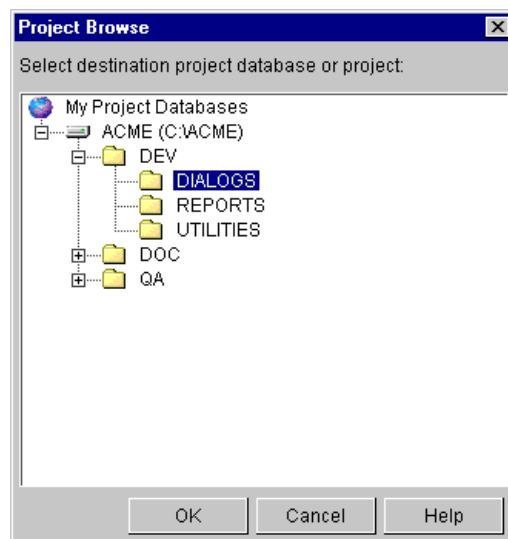 Project Browse
Select destination project database or project:
My Project Databases
ACME (C:\ACME)
DEV
DIALOGS
REPORTS
UTILITIES
DOC
QA
OK Cancel Help